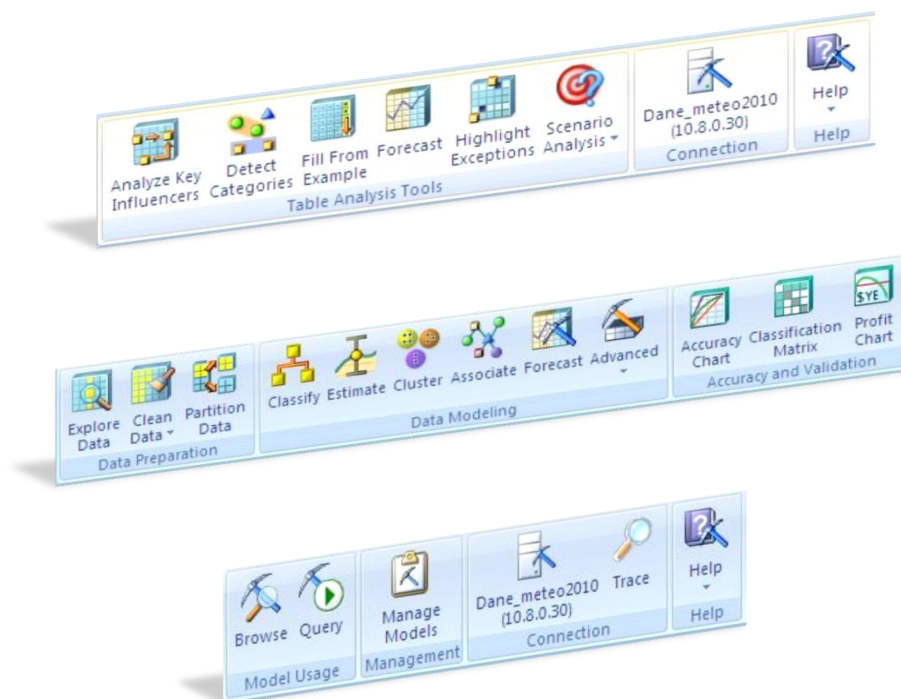 Analyze Key
Influencers
Detect
Categories
Fill From
Example
Forecast
Highlight
Exceptions
Scenario
Analysis
Table Analysis Tools
Dane_meteo2010
(10.8.0.30)
Connection
Help
Help
Explore
Data
Clean
Data
Partition
Data
Data Preparation
Classify
Estimate
Cluster
Associate
Forecast
Advanced
Data Modeling
Accuracy
Chart
Classification
Matrix
$YE
Profit
Chart
Accuracy and Validation
Browse
Query
Model Usage
Manage
Models
Management
Dane_meteo2010
(10.8.0.30)
Trace
Connection
Help
Help